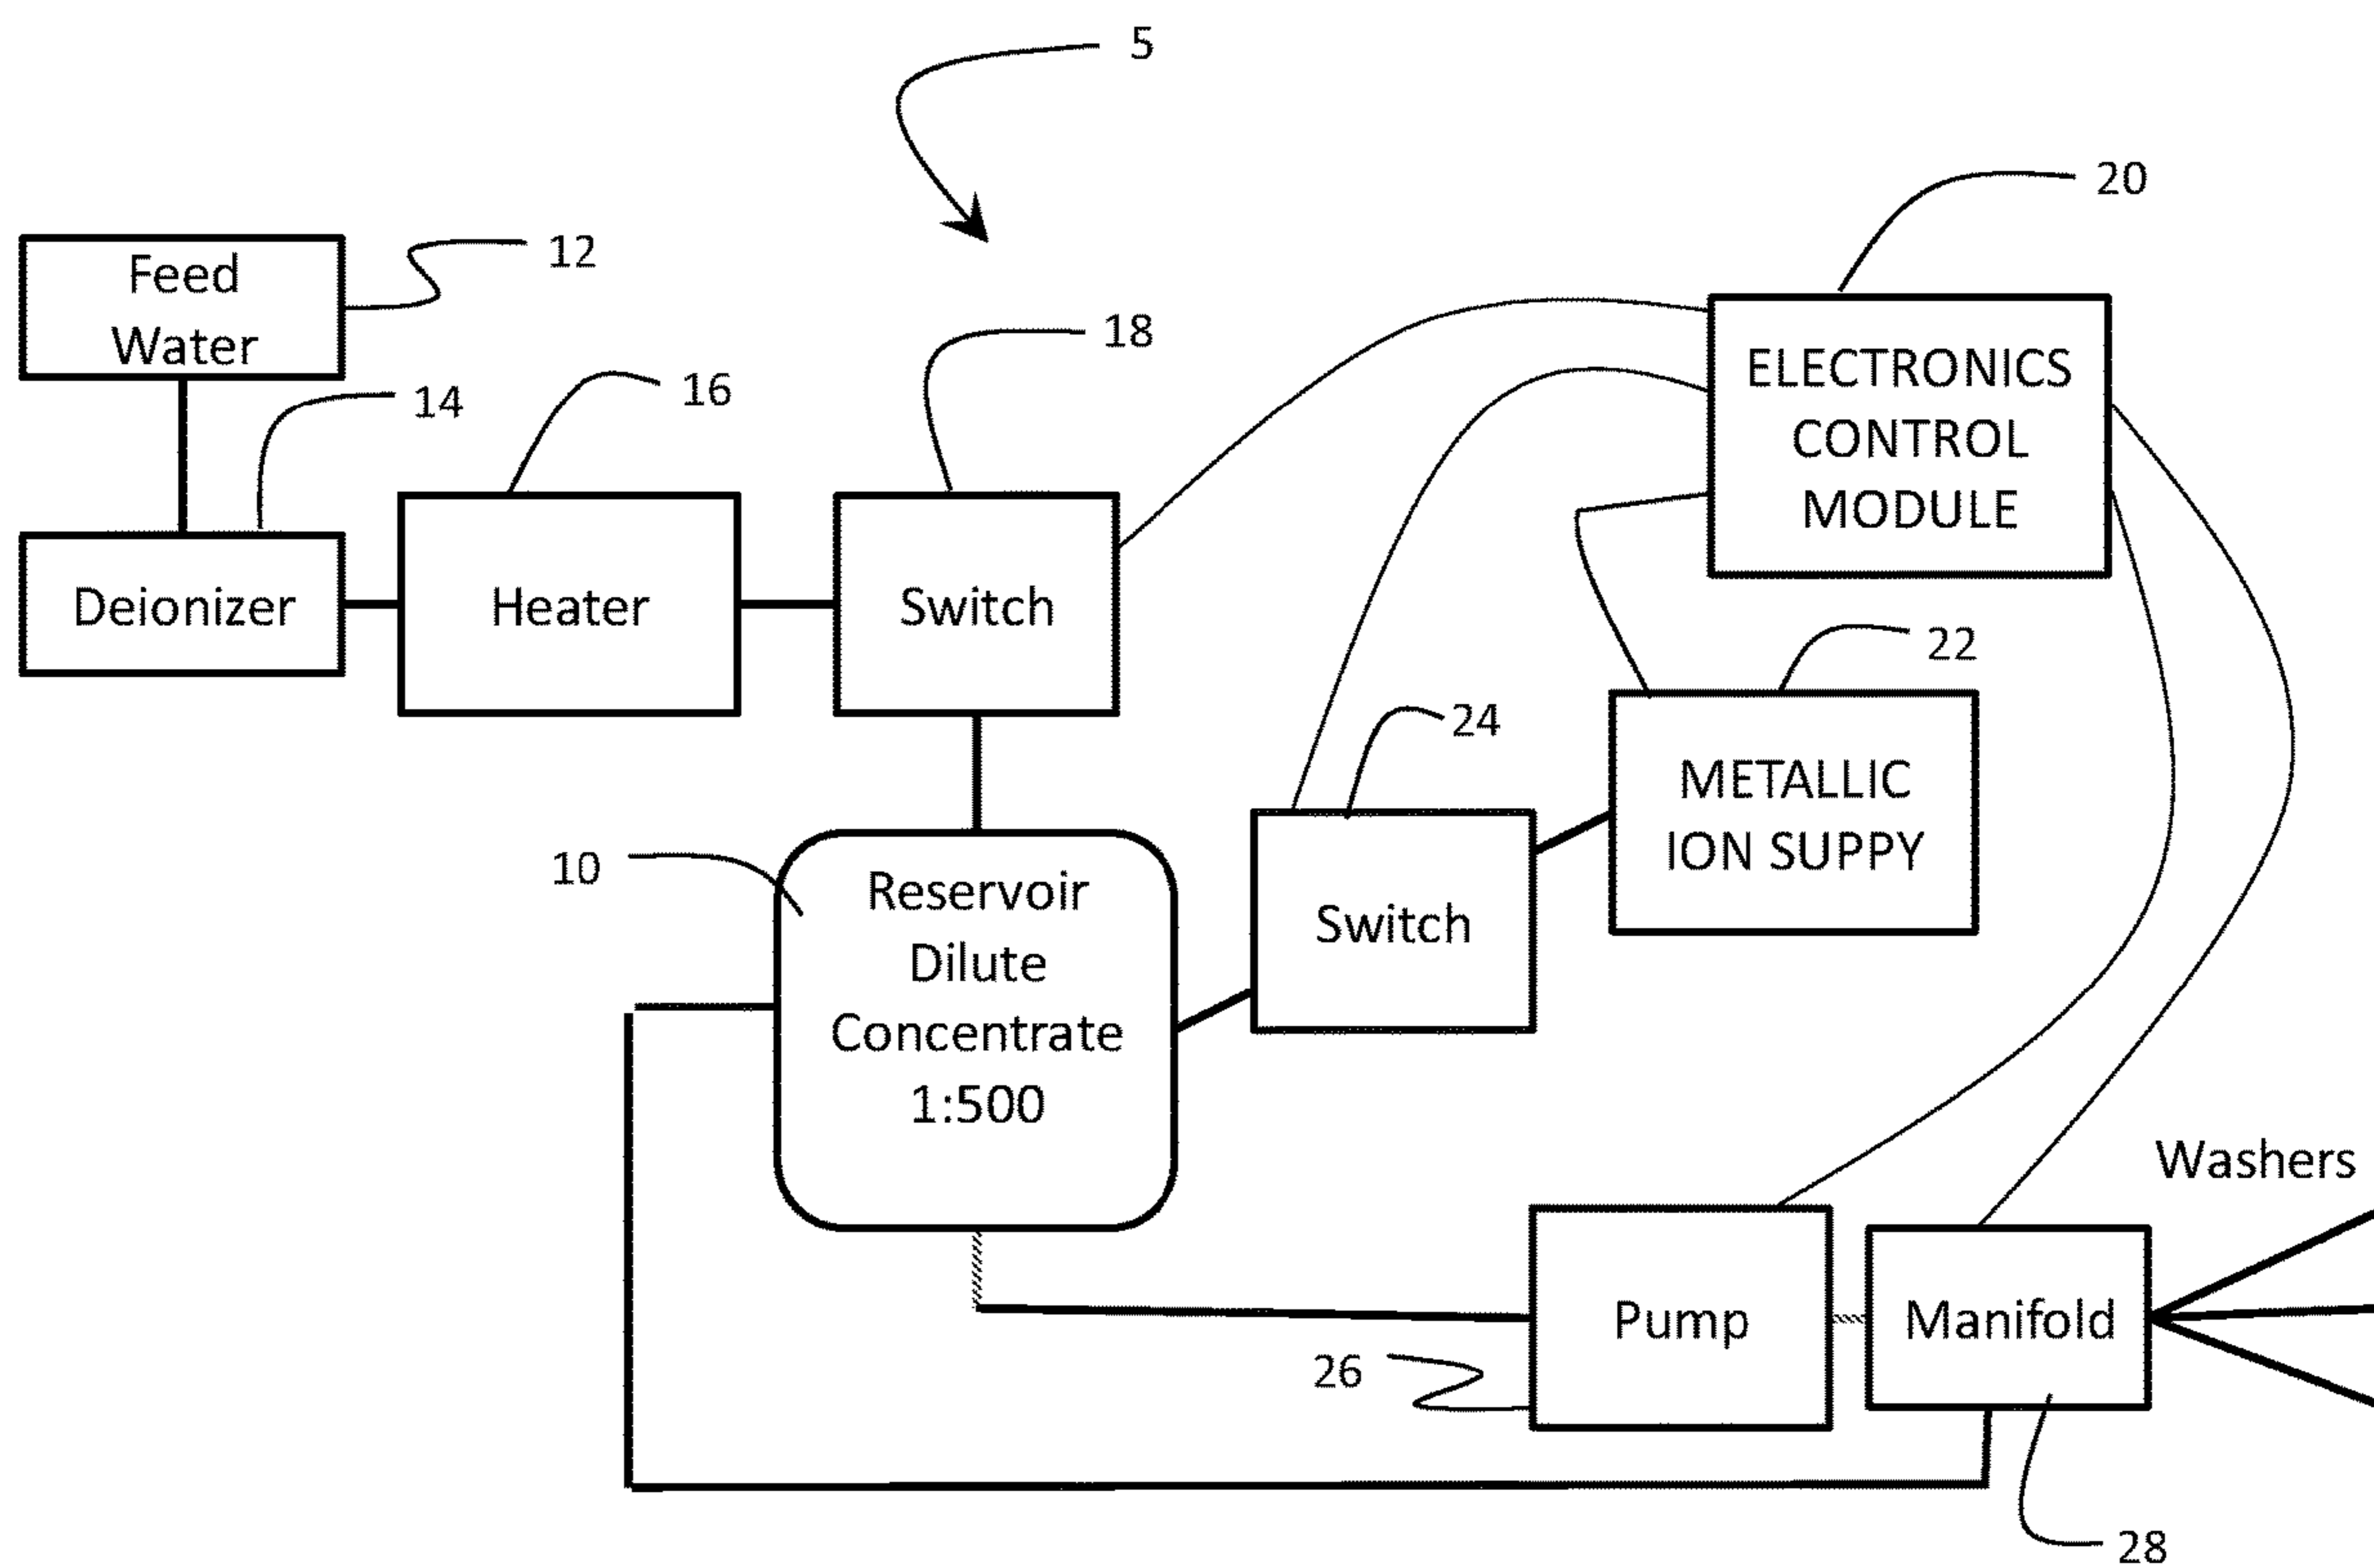 5
20
Feed
Water
12
18
16
14
ELECTRONICS
CONTROL
MODULE
Deionizer
Heater
Switch
22
24
METALLIC
ION SUPPY
10
Reservoir
Dilute
Concentrate
1:500
Switch
Washers
Pump
Manifold
26
28